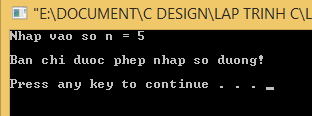 "E:\DOCUMENT\C DESIGN\LAP TRINH C\L
Nhap vao so n = 5
Ban chi duoc phep nhap so duong!
Press any key to continue . . . _